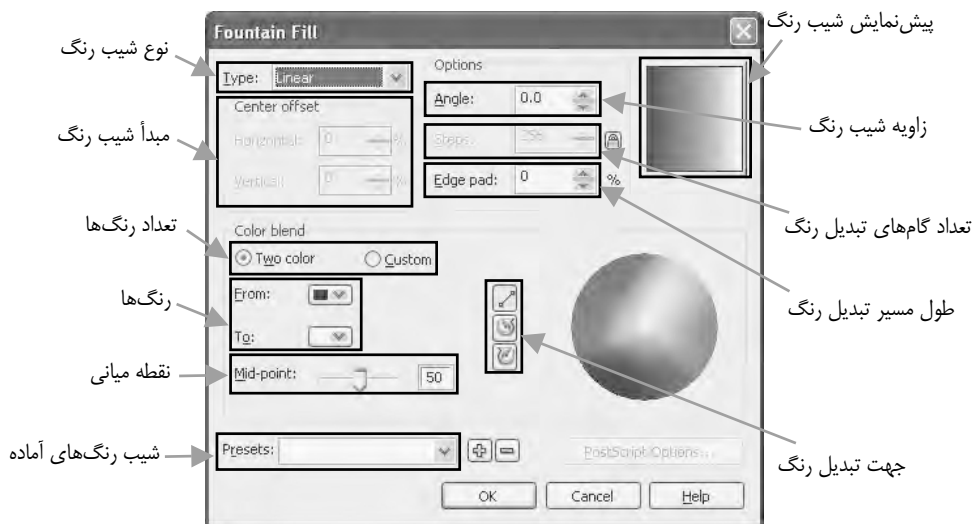 Fountain Fill
پیش‌نمایش شیب رنگ
نوع شیب رنگ
Type: Linear
Options
Center offset
Angle: 0.0
مبدأ شیب رنگ
Horizontal: 0 %
Steps: 256
زاویه شیب رنگ
Vertical: 0 %
Edge pad: 0 %
تعداد گام‌های تبدیل رنگ
تعداد رنگ‌ها
Color blend
Two color Custom
رنگ‌ها
From:
To:
طول مسیر تبدیل رنگ
نقطه میانی
Mid-point: 50
شیب رنگ‌های آماده
Presets:
PostScript Options...
جهت تبدیل رنگ
OK Cancel Help